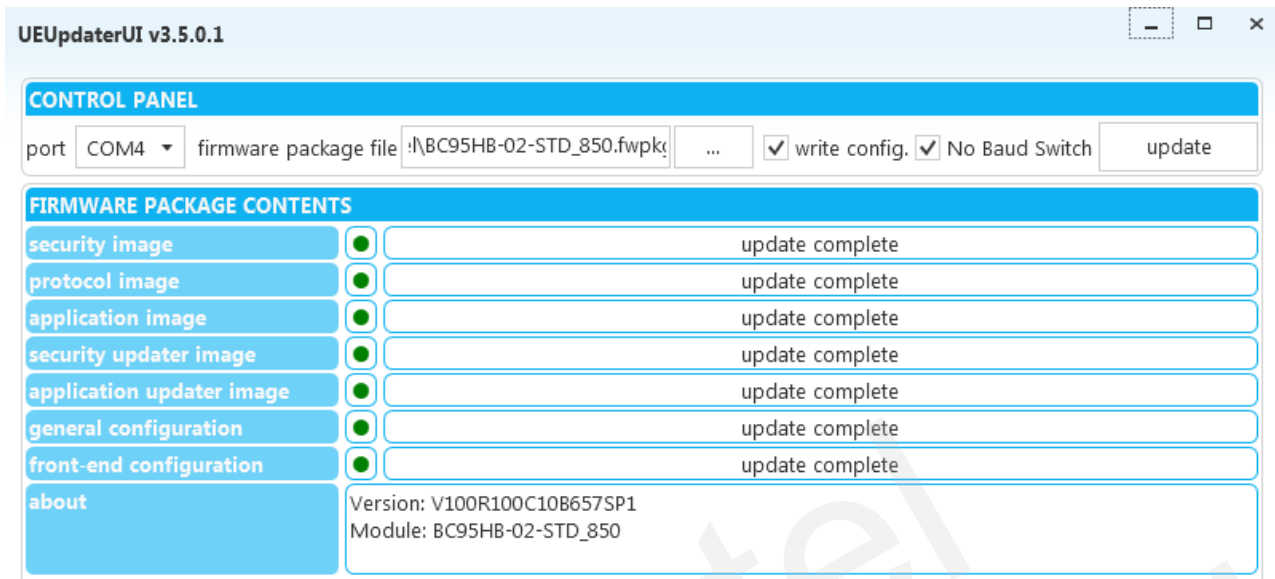 UEUpdaterUI v3.5.0.1
CONTROL PANEL
port COM4 firmware package file :l\BC95HB-02-STD_850.fwpkg ... write config. No Baud Switch update
FIRMWARE PACKAGE CONTENTS
security image update complete
protocol image update complete
application image update complete
security updater image update complete
application updater image update complete
general configuration update complete
front-end configuration update complete
about Version: V100R100C10B657SP1
Module: BC95HB-02-STD_850